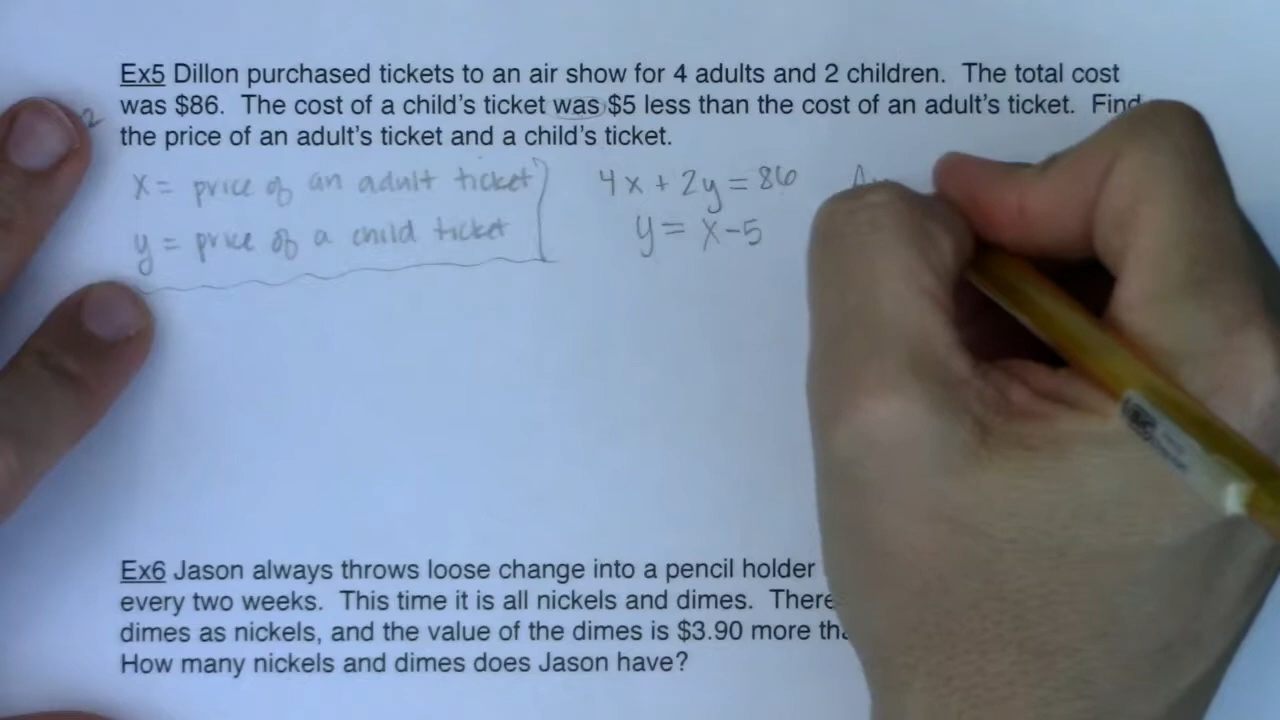 Ex5 Dillon purchased tickets to an air show for 4 adults and 2 children. The total cost
was $86. The cost of a child's ticket was $5 less than the cost of an adult's ticket. Find
the price of an adult's ticket and a child's ticket.
x = price of an adult ticket
y = price of a child ticket
4x + 2y = 86
y = x - 5
Ex6 Jason always throws loose change into a pencil holder
every two weeks. This time it is all nickels and dimes. There
dimes as nickels, and the value of the dimes is $3.90 more
How many nickels and dimes does Jason have?